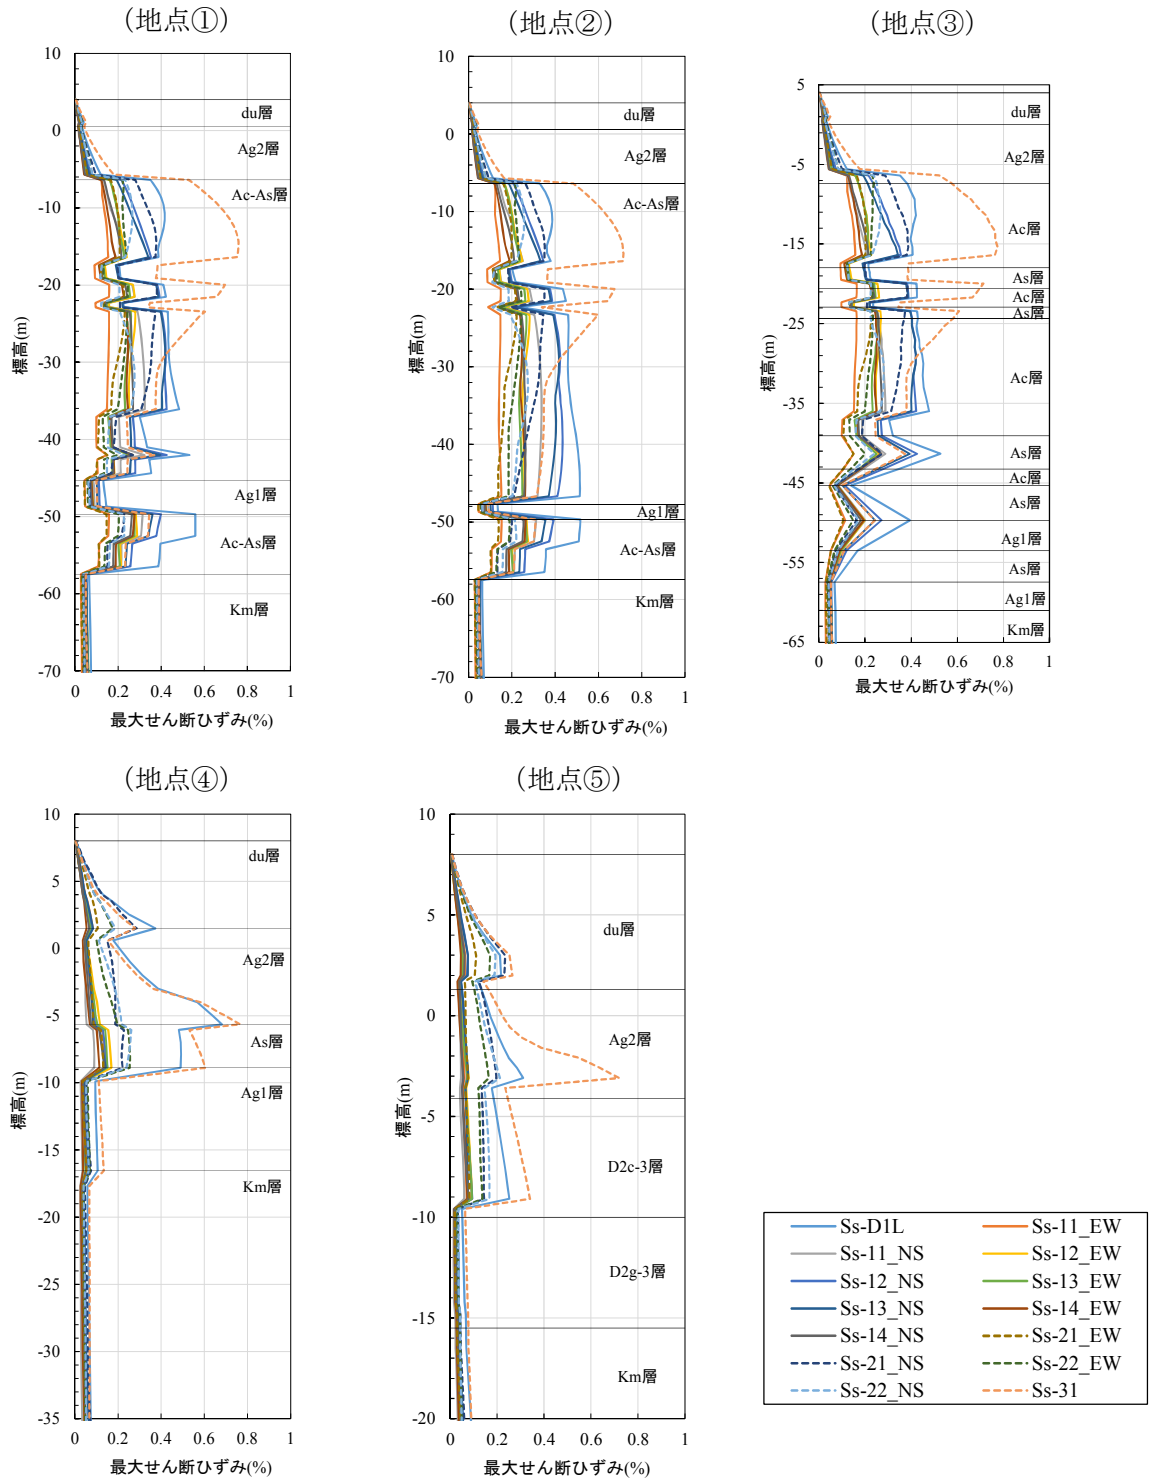 (地点①)
10
0
-10
-20
-30
-40
-50
-60
-70
標高(m)
du層
Ag2層
Ac-As層
Ag1層
Ac-As層
Km層
0 0.2 0.4 0.6 0.8 1
最大せん断ひずみ(%)
(地点②)
10
0
-10
-20
-30
-40
-50
-60
-70
標高(m)
du層
Ag2層
Ac-As層
Ag1層
Ac-As層
Km層
0 0.2 0.4 0.6 0.8 1
最大せん断ひずみ(%)
(地点③)
5
-5
-15
-25
-35
-45
-55
-65
標高(m)
du層
Ag2層
Ac層
As層
Ac層
As層
Ac層
As層
Ac層
As層
Ag1層
As層
Ag1層
Km層
0 0.2 0.4 0.6 0.8 1
最大せん断ひずみ(%)
(地点④)
10
5
0
-5
-10
-15
-20
-25
-30
-35
標高(m)
du層
Ag2層
As層
Ag1層
Km層
0 0.2 0.4 0.6 0.8 1
最大せん断ひずみ(%)
(地点⑤)
10
5
0
-5
-10
-15
-20
標高(m)
du層
Ag2層
D2c-3層
D2g-3層
Km層
0 0.2 0.4 0.6 0.8 1
最大せん断ひずみ(%)
Ss-D1L Ss-11_EW
Ss-11_NS Ss-12_EW
Ss-12_NS Ss-13_EW
Ss-13_NS Ss-14_EW
Ss-14_NS Ss-21_EW
Ss-21_NS Ss-22_EW
Ss-22_NS Ss-31